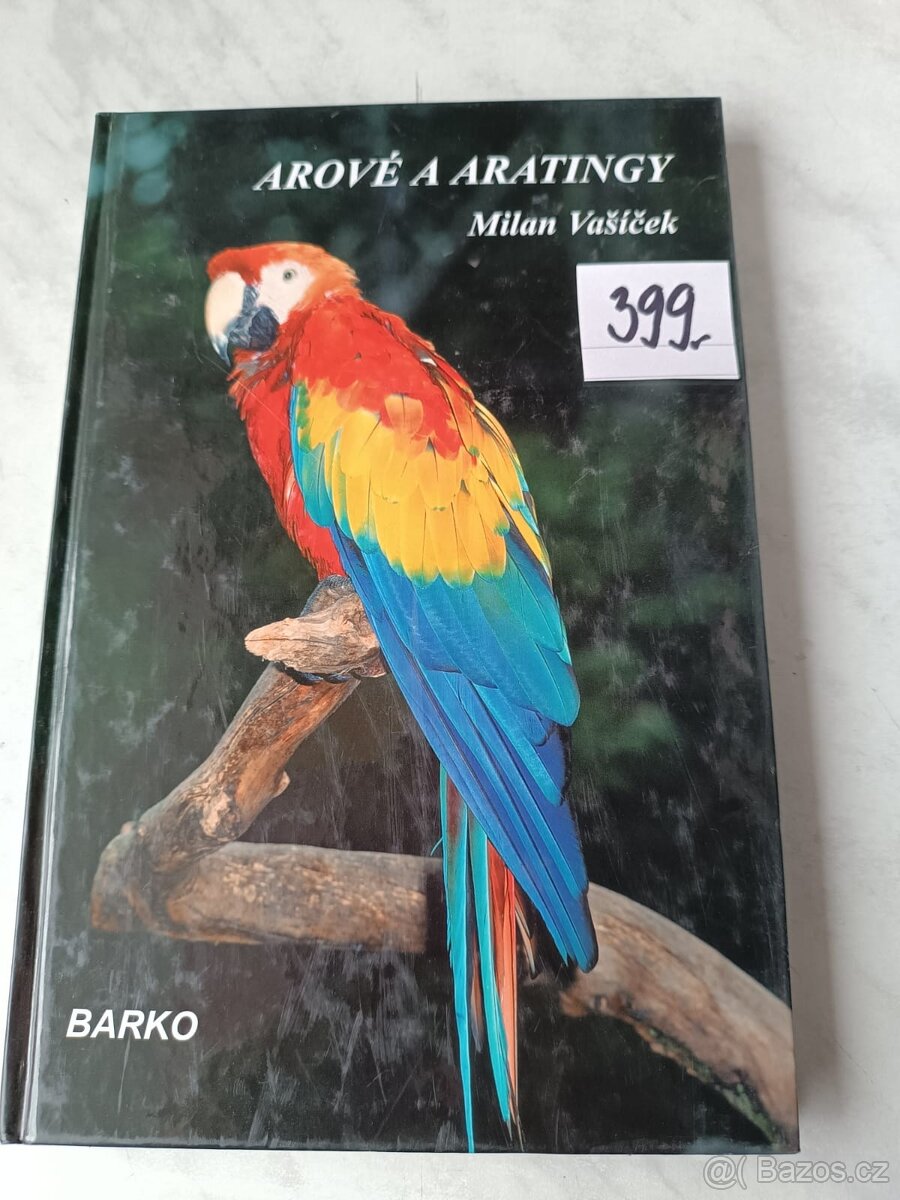 AROVÉ A ARATINGY
Milan Vašíček
399,-
BARKO
@( Bazos.cz